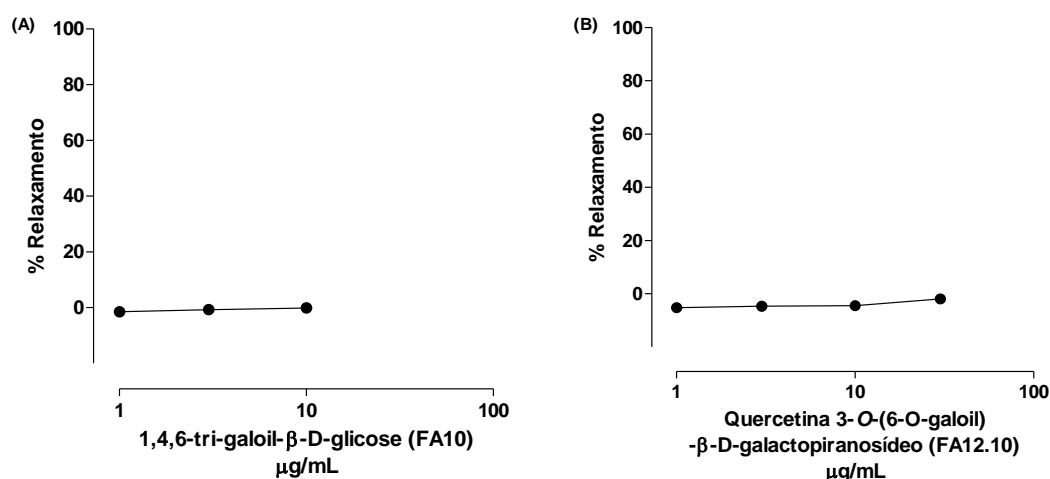 (A)
100
80
60
40
20
0
% Relaxamento
1 10 100
1,4,6-tri-galoil-β-D-glicose (FA10)
μg/mL
(B)
100
80
60
40
20
0
% Relaxamento
1 10 100
Quercetina 3-O-(6-O-galoil)
-β-D-galactopiranosídeo (FA12.10)
μg/mL